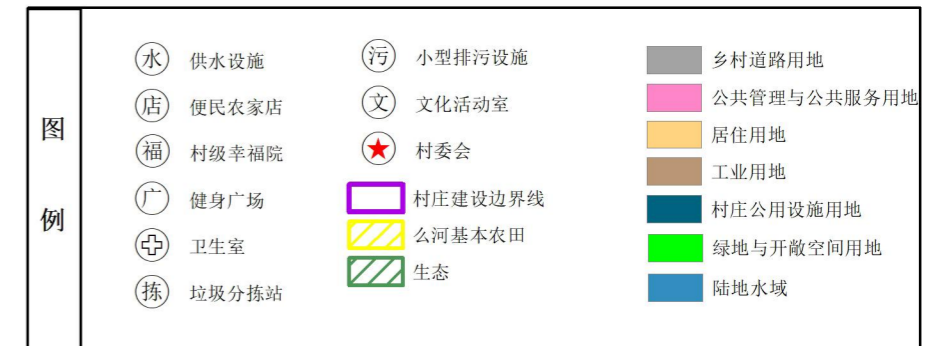 图例
水 供水设施
店 便民农家店
福 村级幸福院
广 健身广场
卫生室
拣 垃圾分拣站
污 小型排污设施
文 文化活动室
村委会
村庄建设边界线
么河基本农田
生态
乡村道路用地
公共管理与公共服务用地
居住用地
工业用地
村庄公用设施用地
绿地与开敞空间用地
陆地水域